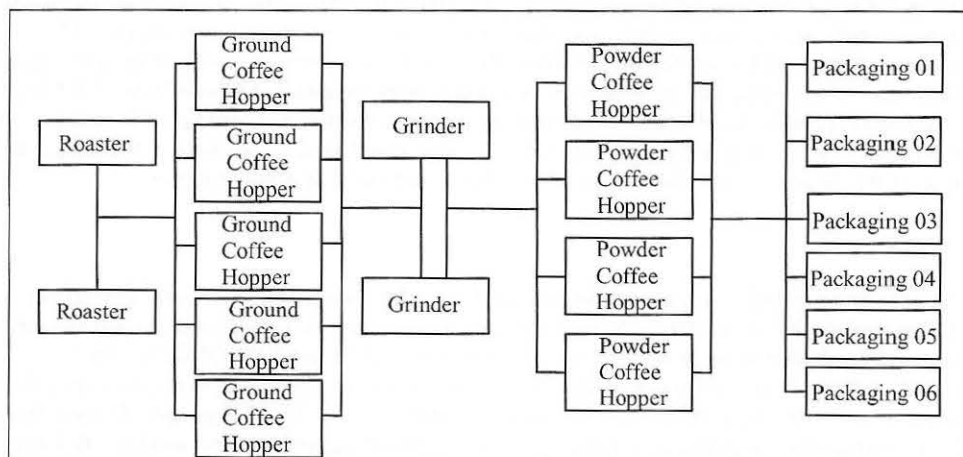 Roaster
Roaster
Ground
Coffee
Hopper
Ground
Coffee
Hopper
Ground
Coffee
Hopper
Ground
Coffee
Hopper
Ground
Coffee
Hopper
Grinder
Grinder
Powder
Coffee
Hopper
Powder
Coffee
Hopper
Powder
Coffee
Hopper
Powder
Coffee
Hopper
Packaging 01
Packaging 02
Packaging 03
Packaging 04
Packaging 05
Packaging 06